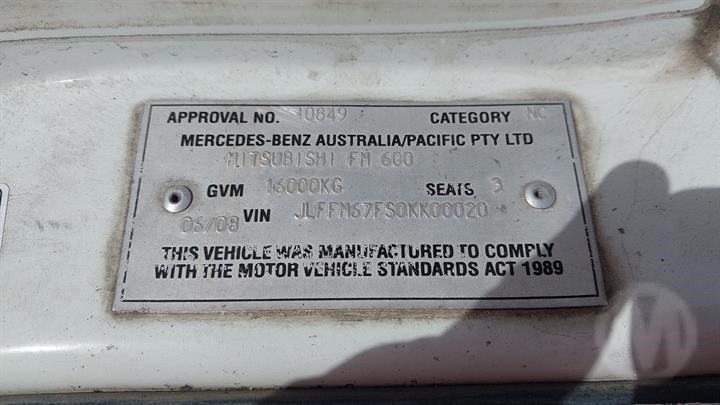 APPROVAL NO. 10849 CATEGORY NC
MERCEDES-BENZ AUSTRALIA/PACIFIC PTY LTD
MITSUBISHI FM 600
GVM 16000KG SEATS 3
06/08 VIN JLFFM67FS0KK00020
THIS VEHICLE WAS MANUFACTURED TO COMPLY
WITH THE MOTOR VEHICLE STANDARDS ACT 1989
M